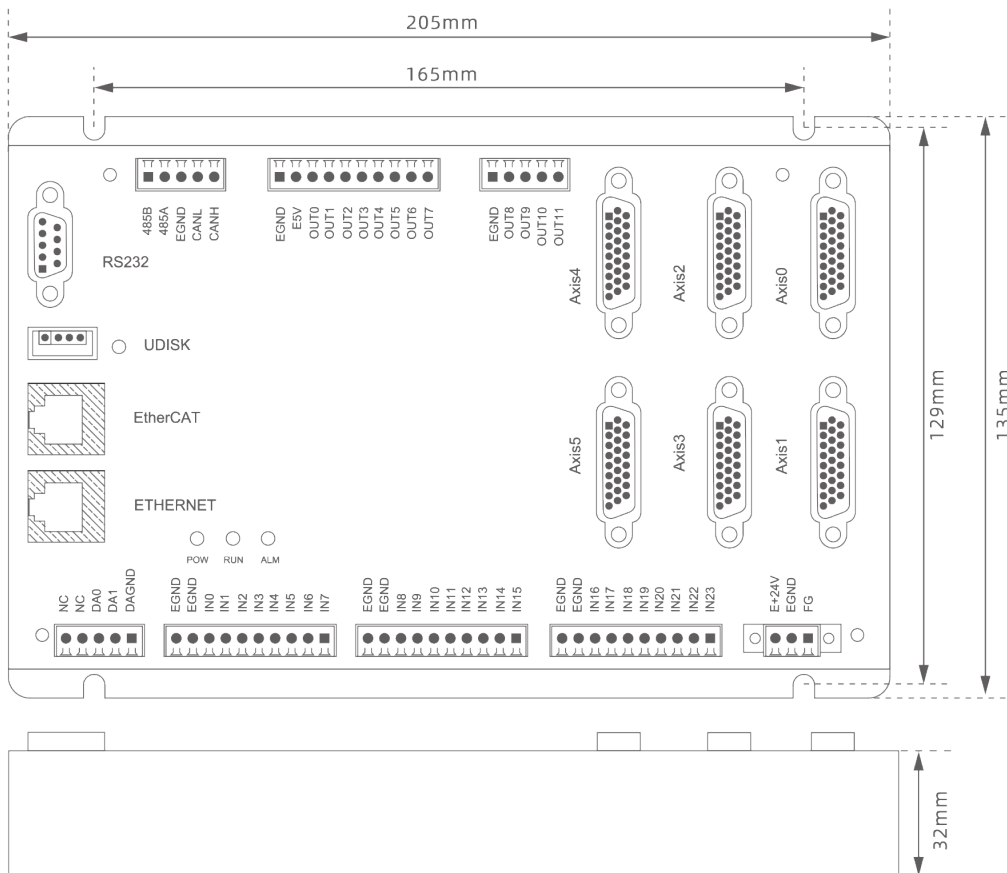 205mm
165mm
485B
485A
EGND
CANL
CANH
EGND
E5V
OUT0
OUT1
OUT2
OUT3
OUT4
OUT5
OUT6
OUT7
EGND
OUT8
OUT9
OUT10
OUT11
RS232
Axis4
Axis2
Axis0
UDISK
EtherCAT
129mm
135mm
Axis5
Axis3
Axis1
ETHERNET
POW
RUN
ALM
NC
NC
DA0
DA1
DAGND
EGND
EGND
IN0
IN1
IN2
IN3
IN4
IN5
IN6
IN7
EGND
EGND
IN8
IN9
IN10
IN11
IN12
IN13
IN14
IN15
EGND
EGND
IN16
IN17
IN18
IN19
IN20
IN21
IN22
IN23
E+24V
EGND
FG
32mm